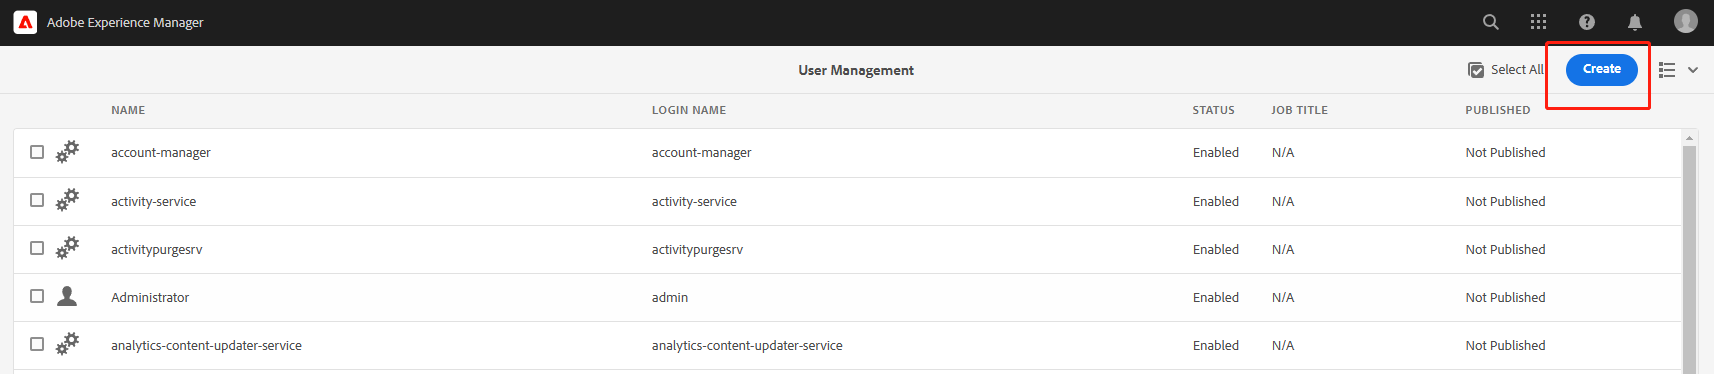 Adobe Experience Manager
User Management
Select All
Create
NAME LOGIN NAME STATUS JOB TITLE PUBLISHED
account-manager account-manager Enabled N/A Not Published
activity-service activity-service Enabled N/A Not Published
activitypurgesrv activitypurgesrv Enabled N/A Not Published
Administrator admin Enabled N/A Not Published
analytics-content-updater-service analytics-content-updater-service Enabled N/A Not Published